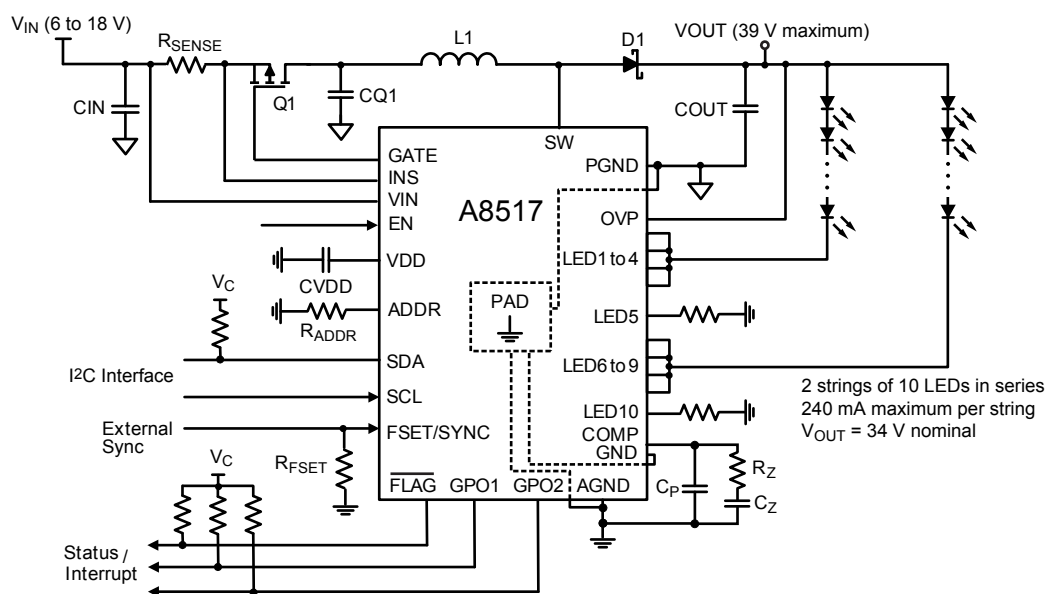 VIN (6 to 18 V)
RSENSE
L1
D1
VOUT (39 V maximum)
CIN
Q1
CQ1
COUT
SW
GATE
INS
VIN
EN
VDD
CVDD
ADDR
RADDR
VC
SDA
I2C Interface
SCL
External
Sync
FSET/SYNC
RFSET
A8517
PAD
PGND
OVP
LED1 to 4
LED5
LED6 to 9
LED10
COMP
GND
2 strings of 10 LEDs in series
240 mA maximum per string
VOUT = 34 V nominal
RZ
CP
CZ
FLAG
GPO1
GPO2
AGND
VC
Status /
Interrupt